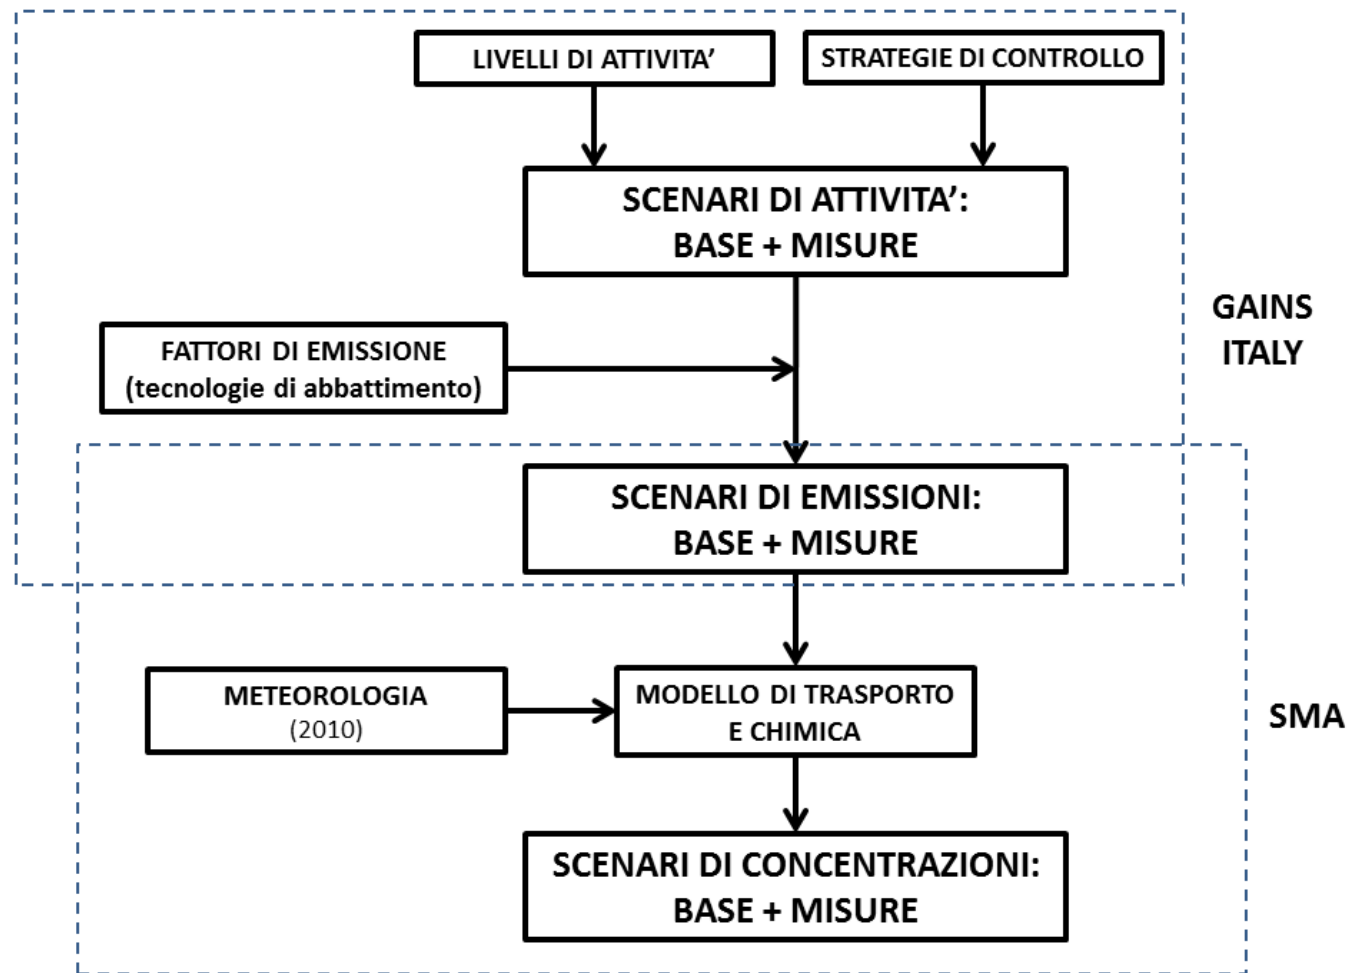 LIVELLI DI ATTIVITA’
STRATEGIE DI CONTROLLO
SCENARI DI ATTIVITA’:
BASE + MISURE
GAINS
ITALY
FATTORI DI EMISSIONE
(tecnologie di abbattimento)
SCENARI DI EMISSIONI:
BASE + MISURE
METEOROLOGIA
(2010)
MODELLO DI TRASPORTO
E CHIMICA
SMA
SCENARI DI CONCENTRAZIONI:
BASE + MISURE